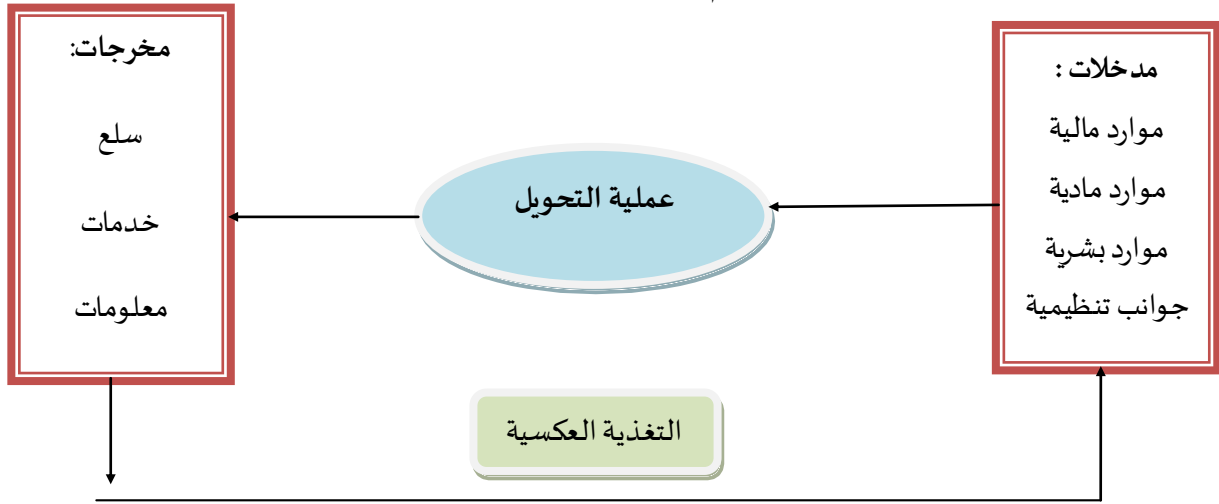 مدخلات :
موارد مالية
موارد مادية
موارد بشرية
جوانب تنظيمية
عملية التحويل
مخرجات:
سلع
خدمات
معلومات
التغذية العكسية